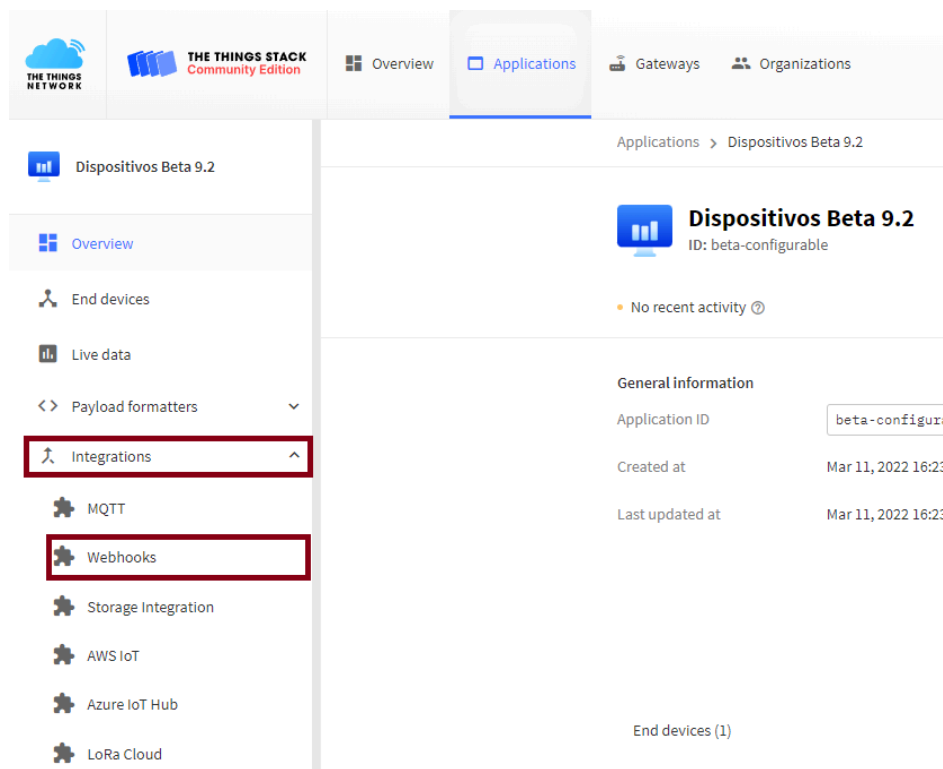 THE THINGS
NETWORK
THE THINGS STACK
Community Edition
Overview
Applications
Gateways
Organizations
Dispositivos Beta 9.2
Overview
End devices
Live data
Payload formatters
Integrations
MQTT
Webhooks
Storage Integration
AWS IoT
Azure IoT Hub
LoRa Cloud
Applications > Dispositivos Beta 9.2
Dispositivos Beta 9.2
ID: beta-configurable
No recent activity
General information
Application ID
beta-configura
Created at
Mar 11, 2022 16:23
Last updated at
Mar 11, 2022 16:23
End devices (1)